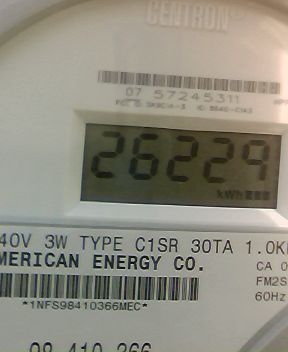 CENTRON
07 57245311
26229
kWh
40V 3W TYPE C1SR 30TA 1.0K
MERICAN ENERGY CO.
CA 0
FM2S
60Hz
*1NFS98410366MEC*
98 410 366